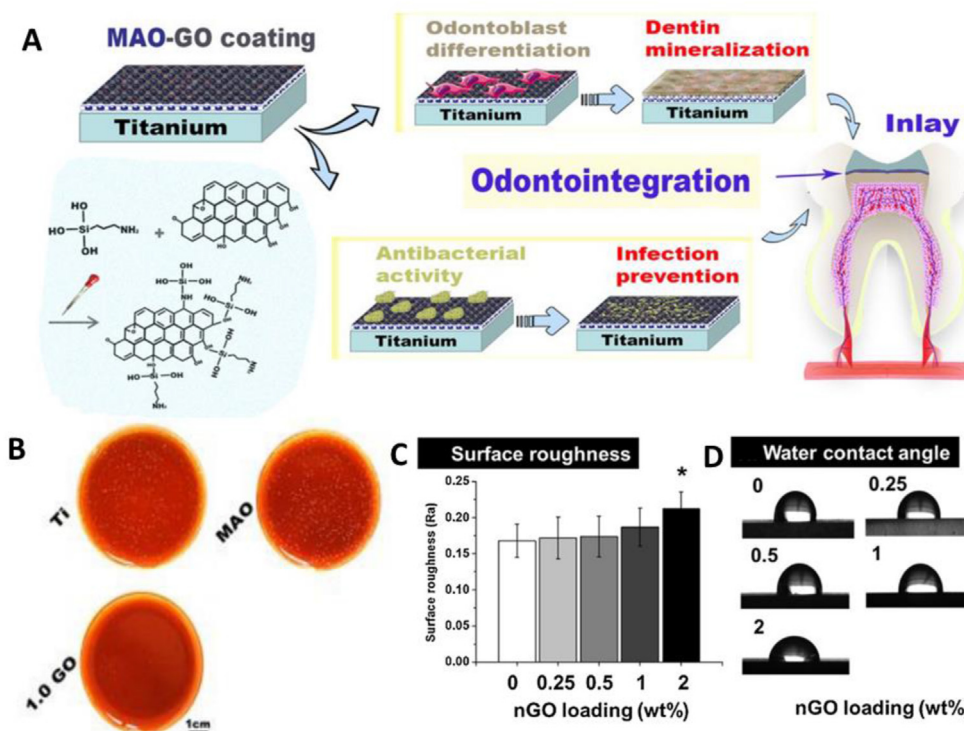 A
MAO-GO coating
Titanium
Odontoblast
differentiation
Titanium
Dentin
mineralization
Titanium
Inlay
Odontointegration
HO
HO
Si
OH
NH₂
+
Antibacterial
activity
Titanium
Infection
prevention
Titanium
B
Ti
MAO
1.0 GO
1cm
C
Surface roughness
Surface roughness (Ra)
0.25
0.20
0.15
0.10
0.05
0.00
*
0
0.25
0.5
1
2
nGO loading (wt%)
D
Water contact angle
0
0.25
0.5
1
2
nGO loading (wt%